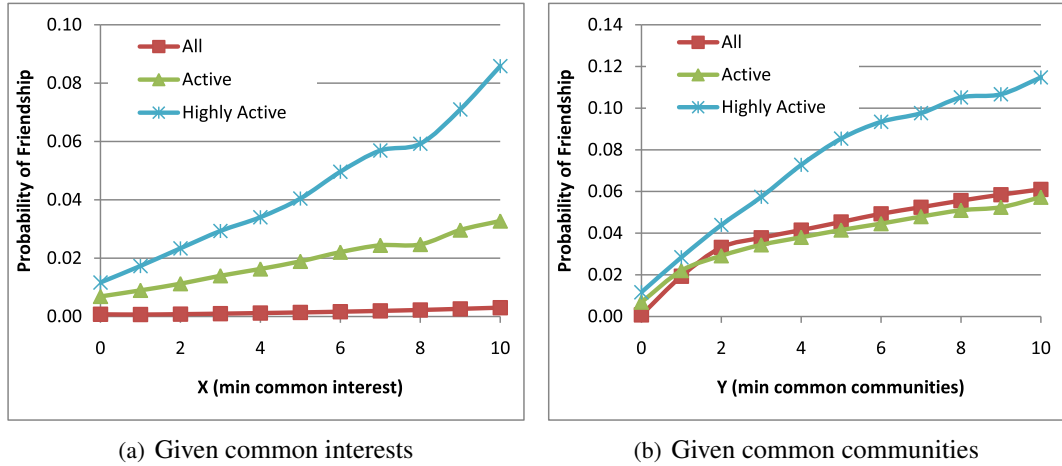 0.10
0.08
0.06
0.04
0.02
0.00
Probability of Friendship
All
Active
Highly Active
0 2 4 6 8 10
X (min common interest)
(a) Given common interests
0.14
0.12
0.10
0.08
0.06
0.04
0.02
0.00
Probability of Friendship
All
Active
Highly Active
0 2 4 6 8 10
Y (min common communities)
(b) Given common communities